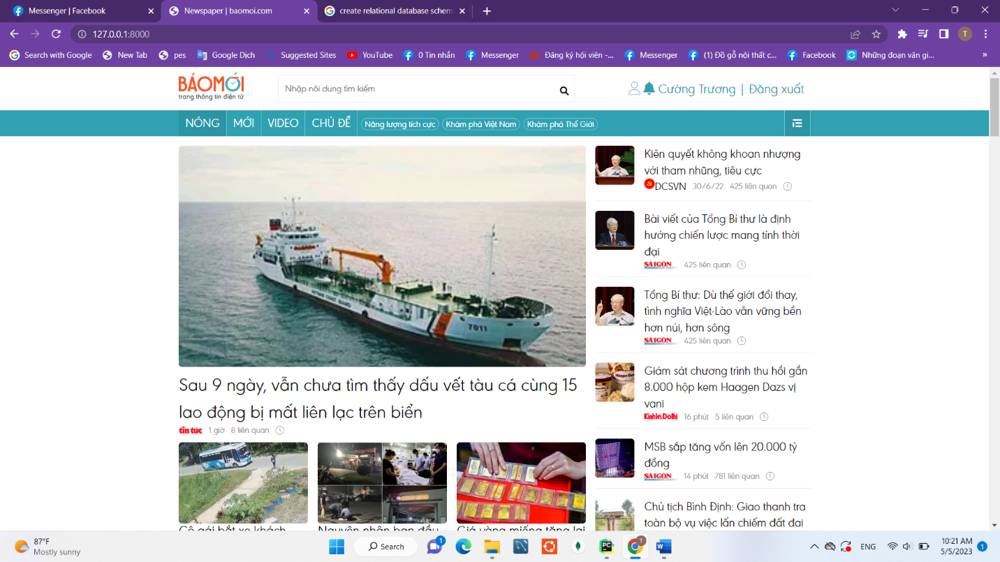 Messenger | Facebook
Newspaper | baomoi.com
create relational database schem
127.0.0.1:8000
T
Search with Google
New Tab
pes
Google Dịch
Suggested Sites
YouTube
0 Tin nhắn
Messenger
Đăng ký hội viên -...
Messenger
(1) Đồ gỗ nội thất c...
Facebook
Những đoạn văn gi...
»
BÁOMỚI
trang thông tin điện tử
Nhập nôi dung tìm kiếm
Cường Trương | Đăng xuất
NÓNG
MỚI
VIDEO
CHỦ ĐỀ
Năng lượng tích cực
Khám phá Việt Nam
Khám phá Thế Giới
7011
Sau 9 ngày, vẫn chưa tìm thấy dấu vết tàu cá cùng 15
lao động bị mất liên lạc trên biển
tin tức 1 giờ 8 liên quan
Cô gái bắt xe khách
Nguyên nhân ban đầu
Giá vàng miếng tăng lại
Kiên quyết không khoan nhượng
với tham nhũng, tiêu cực
DCSVN 30/6/22 425 liên quan
Bài viết của Tổng Bí thư là định
hướng chiến lược mang tính thời
đại
SÀIGÒN 425 liên quan
Tổng Bí thư: Dù thế giới đổi thay,
tình nghĩa Việt-Lào vẫn vững bền
hơn núi, hơn sông
SÀIGÒN 425 liên quan
Giám sát chương trình thu hồi gần
8.000 hộp kem Haagen Dazs vị
vani
16 phút 5 liên quan
MSB sắp tăng vốn lên 20.000 tỷ
đồng
SÀIGÒN 14 phút 781 liên quan
Chủ tịch Bình Định: Giao thanh tra
toàn bộ vụ việc lấn chiếm đất đai
87°F
Mostly sunny
Search
1
PC
T
W
ENG
10:21 AM
5/5/2023
1